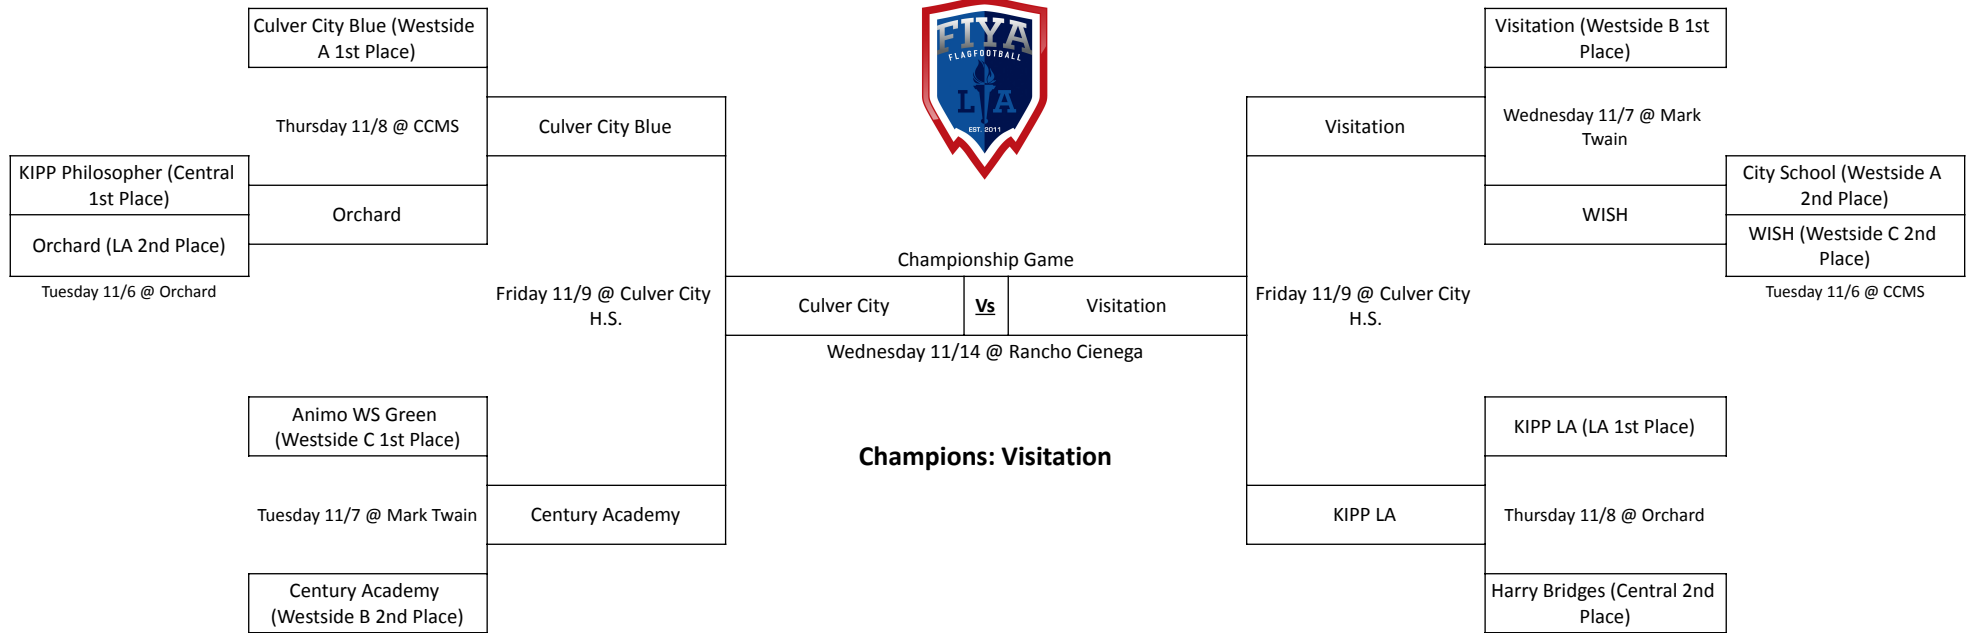 Culver City Blue (Westside
A 1st Place)
Thursday 11/8 @ CCMS
Culver City Blue
KIPP Philosopher (Central
1st Place)
Orchard
Orchard (LA 2nd Place)
Tuesday 11/6 @ Orchard
Friday 11/9 @ Culver City
H.S.
Animo WS Green
(Westside C 1st Place)
Tuesday 11/7 @ Mark Twain
Century Academy
Century Academy
(Westside B 2nd Place)
FIYA
FLAGFOOTBALL
LA
EST. 2011
Championship Game
Culver City
Vs
Visitation
Wednesday 11/14 @ Rancho Cienega
Champions: Visitation
Visitation (Westside B 1st
Place)
Visitation
Wednesday 11/7 @ Mark
Twain
City School (Westside A
2nd Place)
WISH
WISH (Westside C 2nd
Place)
Tuesday 11/6 @ CCMS
Friday 11/9 @ Culver City
H.S.
KIPP LA (LA 1st Place)
KIPP LA
Thursday 11/8 @ Orchard
Harry Bridges (Central 2nd
Place)